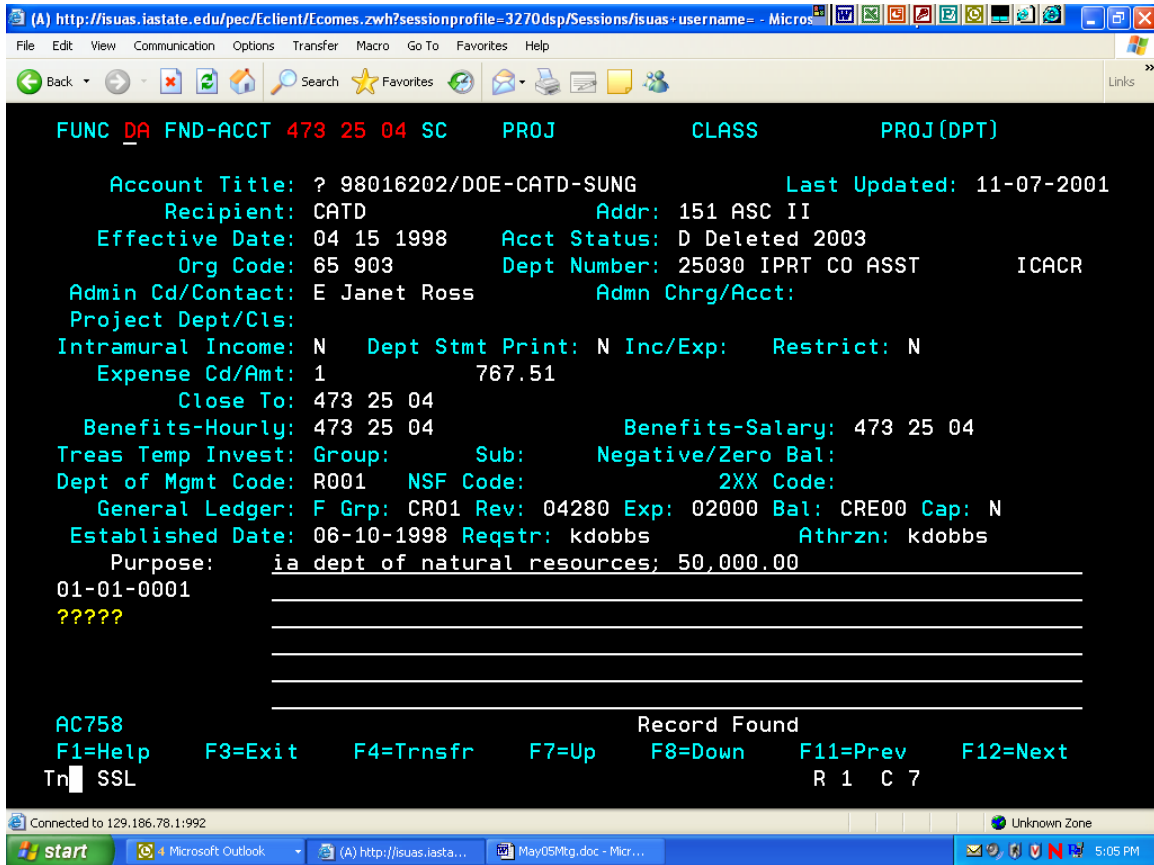 (A) http://isuas.iastate.edu/pec/Eclient/Ecomes.zwh?sessionprofile=3270dsp/Sessions/isuas+username= - Micros
File Edit View Communication Options Transfer Macro Go To Favorites Help
Back Search Favorites Links
FUNC DA FND-ACCT 473 25 04 SC PROJ CLASS PROJ(DPT)
Account Title: ? 98016202/DOE-CATD-SUNG Last Updated: 11-07-2001
Recipient: CATD Addr: 151 ASC II
Effective Date: 04 15 1998 Acct Status: D Deleted 2003
Org Code: 65 903 Dept Number: 25030 IPRT CO ASST ICACR
Admin Cd/Contact: E Janet Ross Admn Chrg/Acct:
Project Dept/Cls:
Intramural Income: N Dept Stmt Print: N Inc/Exp: Restrict: N
Expense Cd/Amt: 1 767.51
Close To: 473 25 04
Benefits-Hourly: 473 25 04 Benefits-Salary: 473 25 04
Treas Temp Invest: Group: Sub: Negative/Zero Bal:
Dept of Mgmt Code: R001 NSF Code: 2XX Code:
General Ledger: F Grp: CR01 Rev: 04280 Exp: 02000 Bal: CRE00 Cap: N
Established Date: 06-10-1998 Reqstr: kdobbs Athrzn: kdobbs
Purpose: ia dept of natural resources; 50,000.00
01-01-0001
?????
AC758 Record Found
F1=Help F3=Exit F4=Trnsfr F7=Up F8=Down F11=Prev F12=Next
Tn SSL R 1 C 7
Connected to 129.186.78.1:992 Unknown Zone
start 4 Microsoft Outlook (A) http://isuas.iasta... May05Mtg.doc - Micr... 5:05 PM